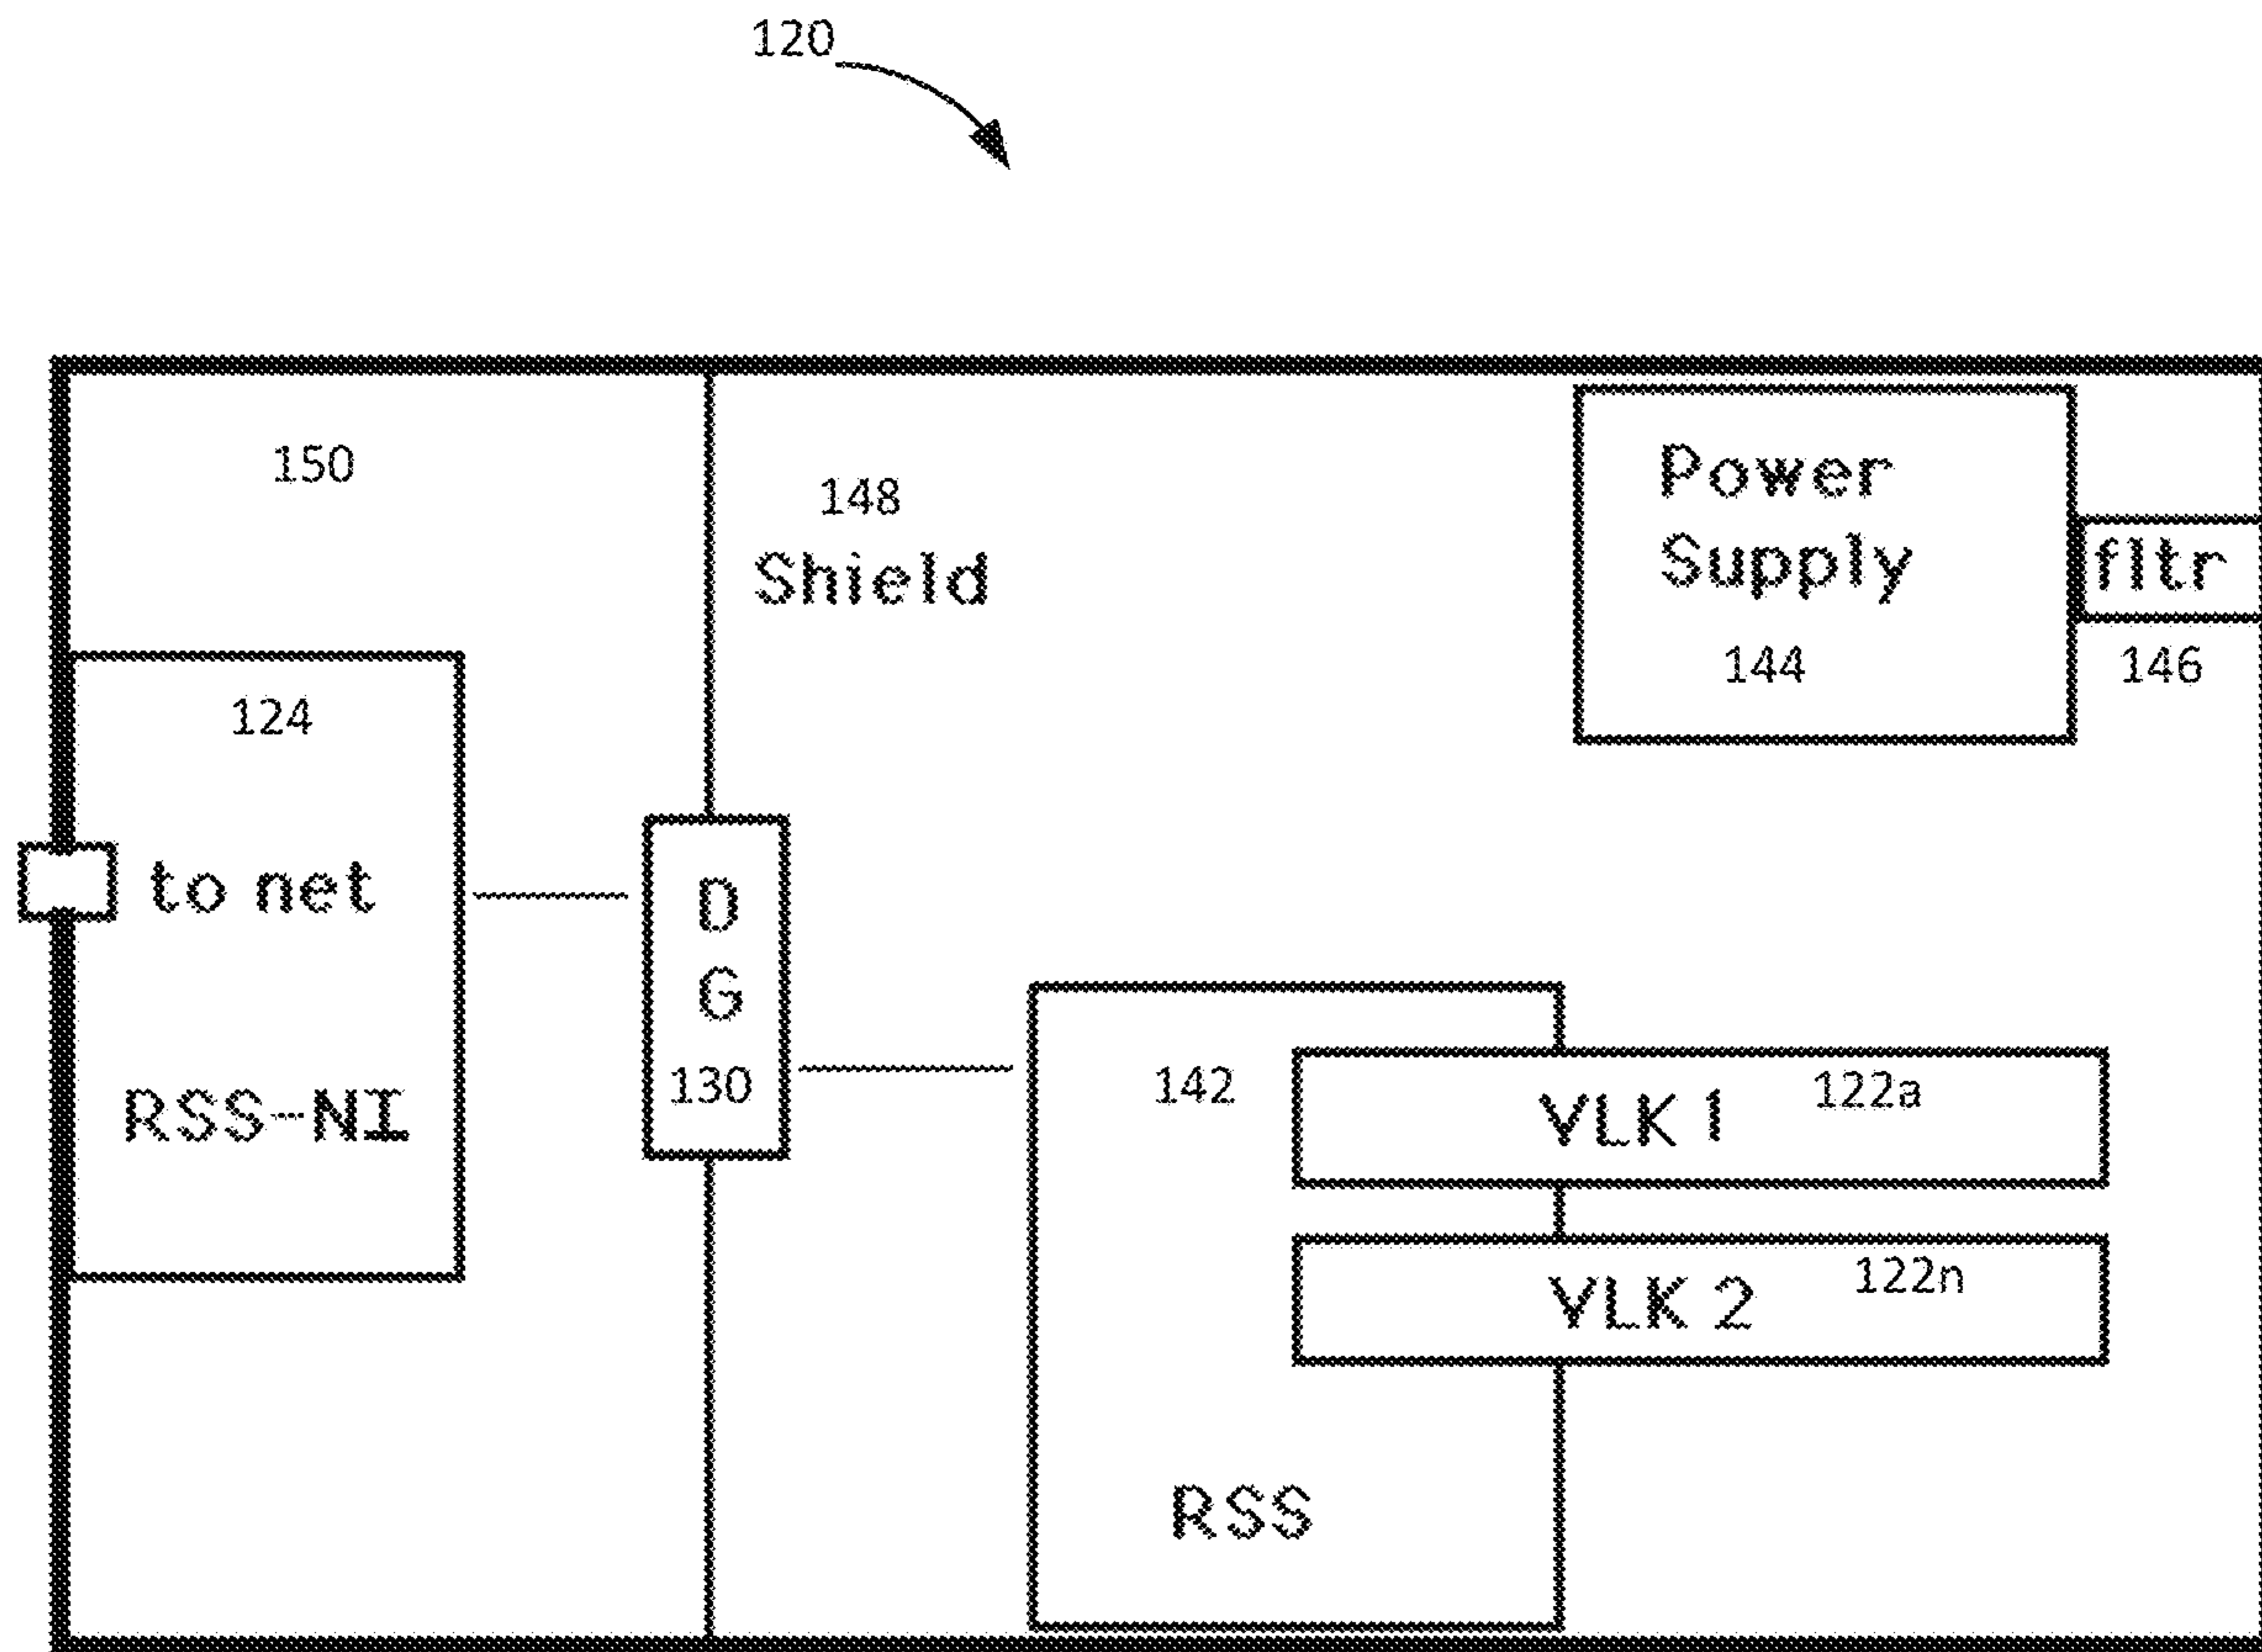 120
150
148
Shield
Power
Supply
144
fltr
146
124
to net
RSS-NI
D
G
130
142
VLK 1
122a
VLK 2
122n
RSS